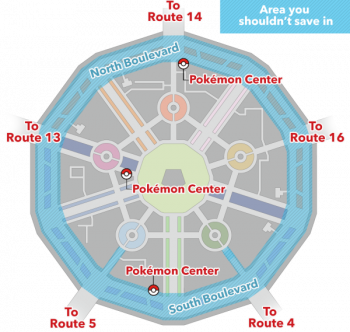 To
Route 14
Area you
shouldn't save in
North Boulevard
Pokémon Center
To
Route 13
To
Route 16
Pokémon Center
Pokémon Center
South Boulevard
To
Route 5
To
Route 4